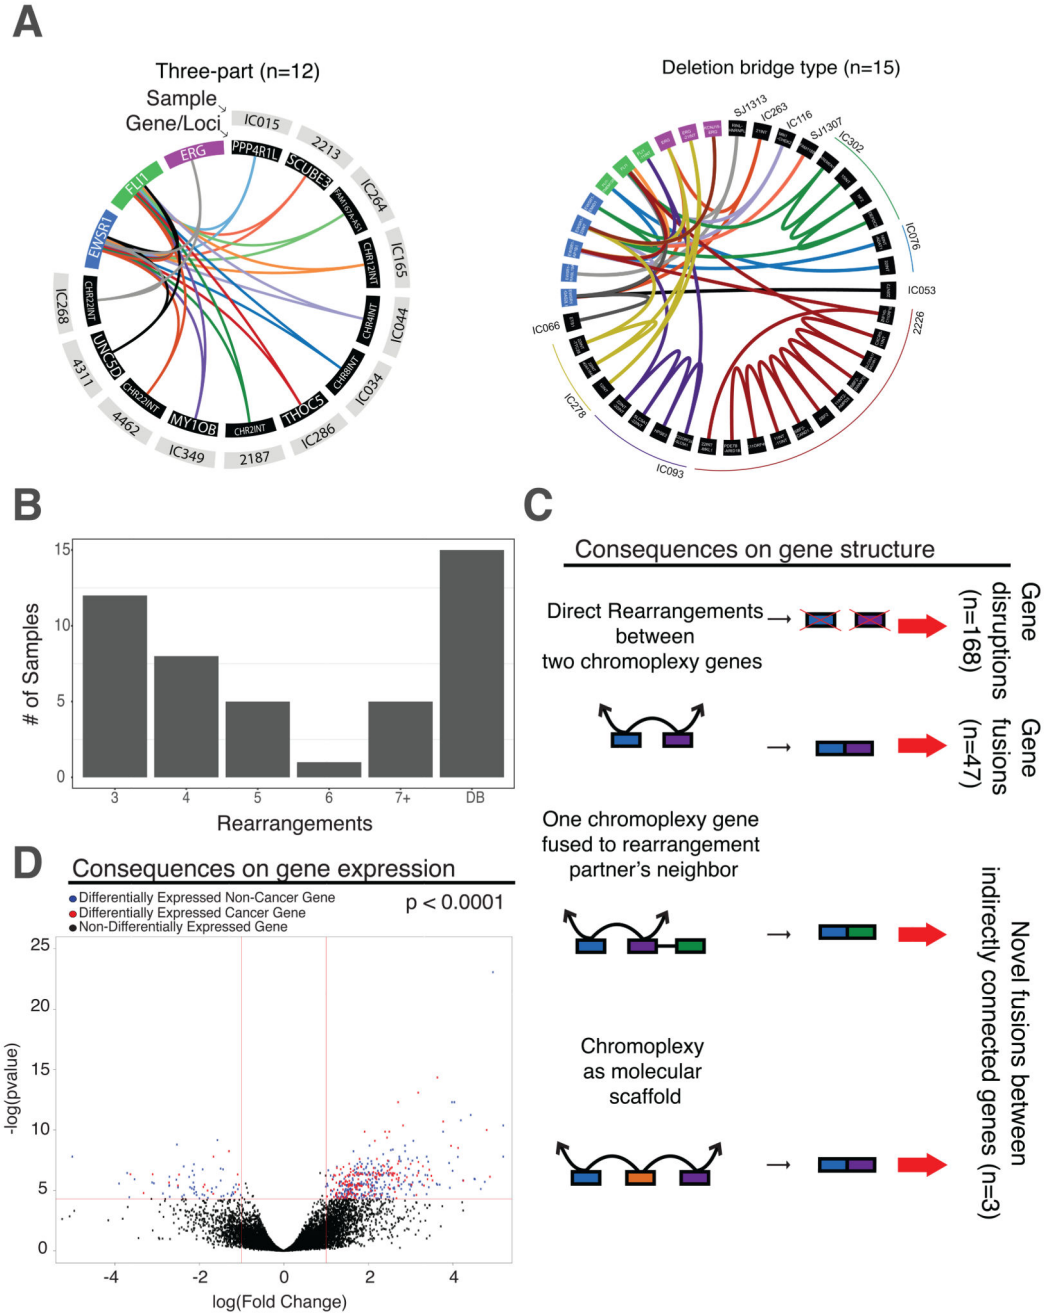 A
Three-part (n=12)
Sample
Gene/Loci
IC015
2213
IC264
IC165
IC044
IC034
IC286
2187
IC349
4462
4311
IC268
EWSR1
FLI1
ERG
PPP4R1L
SCUBE3
FAM167A-AS1
CHR12INT
CHR4INT
CHR8INT
THOC5
CHR2INT
MY1OB
CHR22INT
UNC5D
CHR22INT
Deletion bridge type (n=15)
SJ1313
IC263
IC116
SJ1307
IC302
IC076
IC053
2226
IC093
IC278
IC066
B
# of Samples
15
10
5
0
3
4
5
6
7+
DB
Rearrangements
C
Consequences on gene structure
Direct Rearrangements
between
two chromoplexy genes
Gene
disruptions
(n=168)
Gene
fusions
(n=47)
One chromoplexy gene
fused to rearrangement
partner's neighbor
Chromoplexy
as molecular
scaffold
Novel fusions between
indirectly connected genes (n=3)
D
Consequences on gene expression
Differentially Expressed Non-Cancer Gene
Differentially Expressed Cancer Gene
Non-Differentially Expressed Gene
p < 0.0001
-log(pvalue)
25
20
15
10
5
0
-4
-2
0
2
4
log(Fold Change)